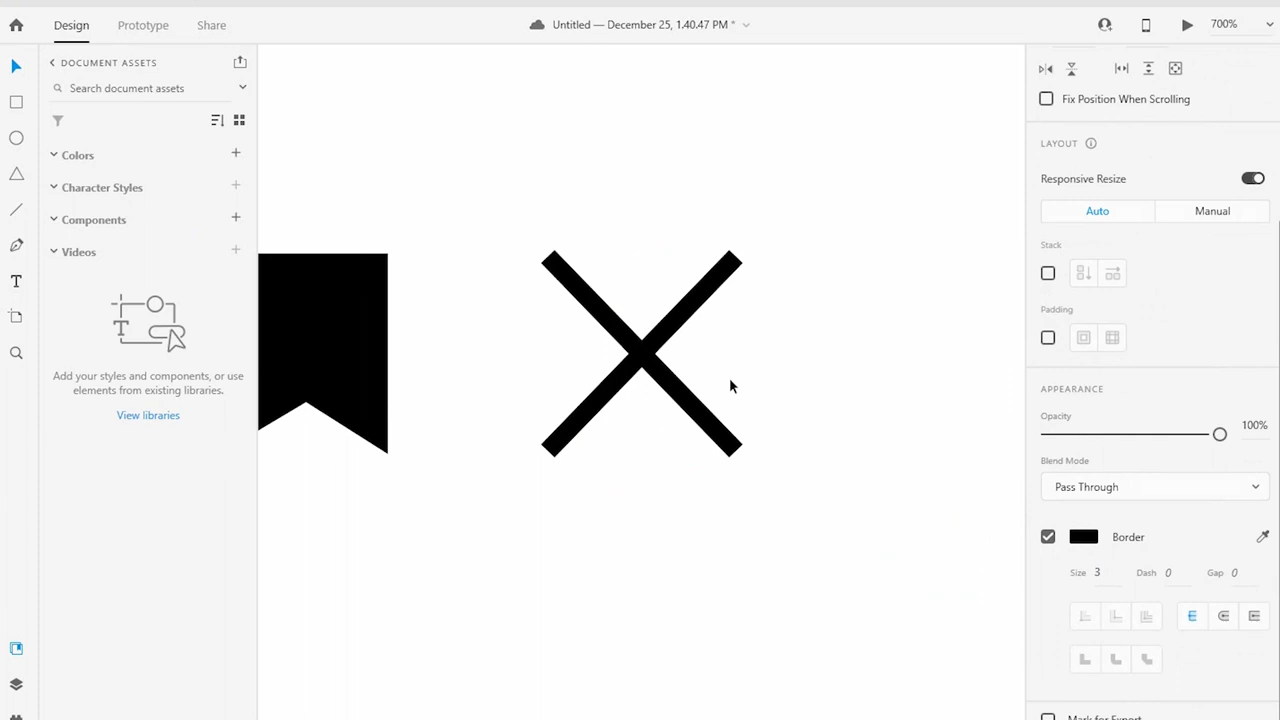 Design Prototype Share
Untitled — December 25, 1.40.47 PM *
700%
DOCUMENT ASSETS
Search document assets
Colors
Character Styles
Components
Videos
Add your styles and components, or use
elements from existing libraries.
View libraries
Fix Position When Scrolling
LAYOUT
Responsive Resize
Auto Manual
Stack
Padding
APPEARANCE
Opacity
100%
Blend Mode
Pass Through
Border
Size 3 Dash 0 Gap 0
Mark for Export